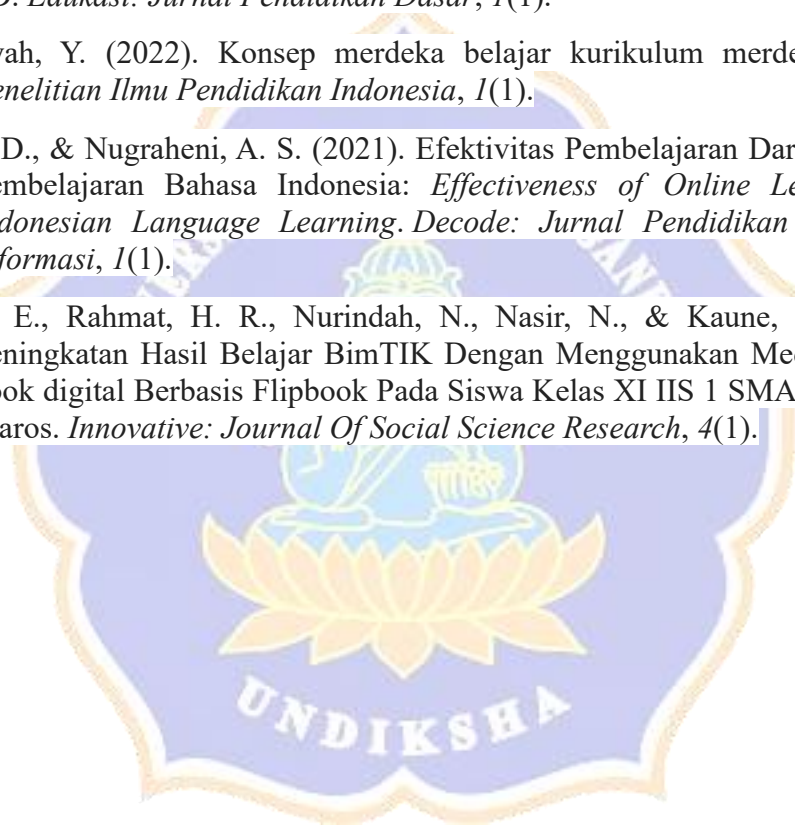 Edukasi: Jurnal Pendidikan Dasar, 1(1).
yah, Y. (2022). Konsep merdeka belajar kurikulum merde
enelitian Ilmu Pendidikan Indonesia, 1(1).
D., & Nugraheni, A. S. (2021). Efektivitas Pembelajaran Dar
embelajaran Bahasa Indonesia: Effectiveness of Online Le
donesian Language Learning. Decode: Jurnal Pendidikan
formasi, 1(1).
E., Rahmat, H. R., Nurindah, N., Nasir, N., & Kaune,
eningkatan Hasil Belajar BimTIK Dengan Menggunakan Med
ook digital Berbasis Flipbook Pada Siswa Kelas XI IIS 1 SMA
aros. Innovative: Journal Of Social Science Research, 4(1).
UNDIKSHA